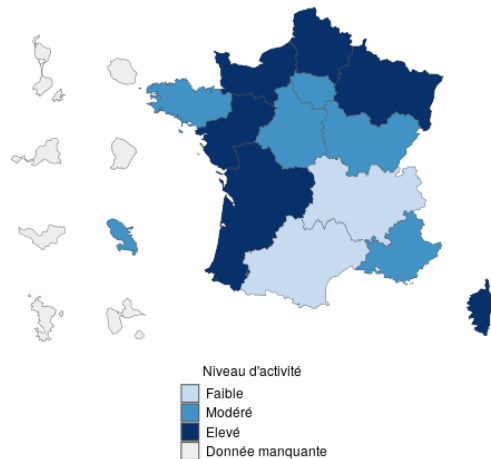 Niveau d'activité
Faible
Modéré
Elevé
Donnée manquante